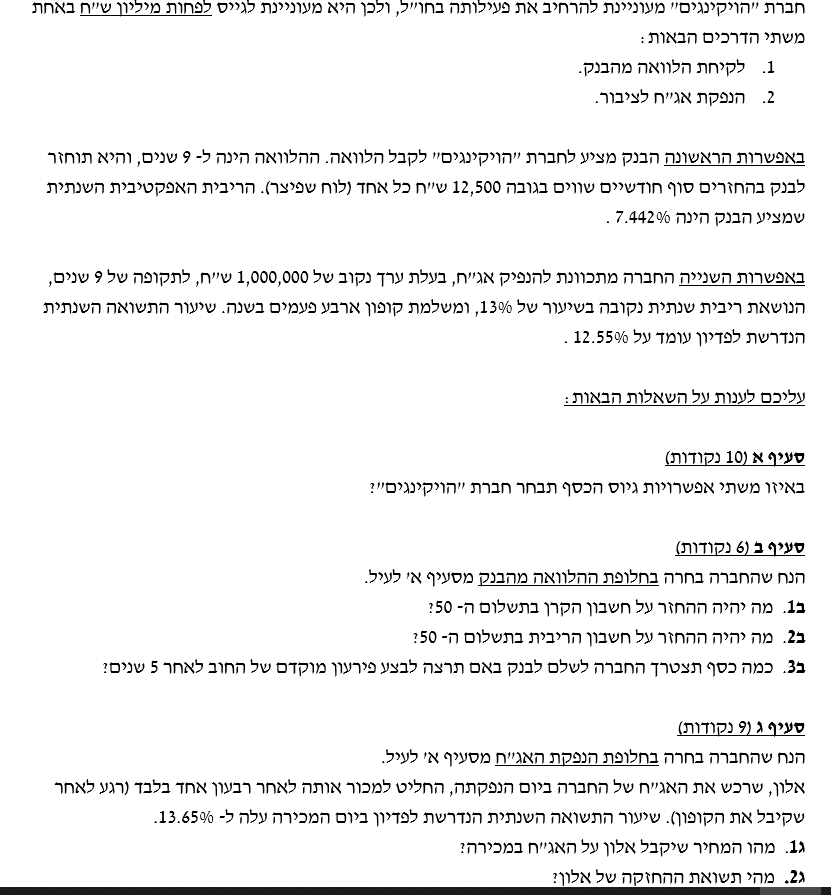 חברת "הויקינגים" מעוניינת להרחיב את פעילותה בחו"ל, ולכן היא מעוניינת לגייס לפחות מיליון ש"ח באחת
משתי הדרכים הבאות:
1. לקיחת הלוואה מהבנק.
2. הנפקת אג"ח לציבור.
באפשרות הראשונה הבנק מציע לחברת "הויקינגים" לקבל הלוואה. ההלוואה הינה ל- 9 שנים, והיא תוחזר
לבנק בהחזרים סוף חודשיים שווים בגובה 12,500 ש"ח כל אחד (לוח שפיצר). הריבית האפקטיבית השנתית
שמציע הבנק הינה 7.442% .
באפשרות השנייה החברה מתכוונת להנפיק אג"ח, בעלת ערך נקוב של 1,000,000 ש"ח, לתקופה של 9 שנים,
הנושאת ריבית שנתית נקובה בשיעור של 13%, ומשלמת קופון ארבע פעמים בשנה. שיעור התשואה השנתית
הנדרשת לפדיון עומד על 12.55% .
עליכם לענות על השאלות הבאות:
סעיף א (10 נקודות)
באיזו משתי אפשרויות גיוס הכסף תבחר חברת "הויקינגים"?
סעיף ב (6 נקודות)
הנח שהחברה בחרה בחלופת ההלוואה מהבנק מסעיף א' לעיל.
ב1. מה יהיה ההחזר על חשבון הקרן בתשלום ה- 50?
ב2. מה יהיה ההחזר על חשבון הריבית בתשלום ה- 50?
ב3. כמה כסף תצטרך החברה לשלם לבנק באם תרצה לבצע פירעון מוקדם של החוב לאחר 5 שנים?
סעיף ג (9 נקודות)
הנח שהחברה בחרה בחלופת הנפקת האג"ח מסעיף א' לעיל.
אלון, שרכש את האג"ח של החברה ביום הנפקתה, החליט למכור אותה לאחר רבעון אחד בלבד (רגע לאחר
שקיבל את הקופון). שיעור התשואה השנתית הנדרשת לפדיון ביום המכירה עלה ל- 13.65%.
ג1. מהו המחיר שיקבל אלון על האג"ח במכירה?
ג2. מהי תשואת ההחזקה של אלון?